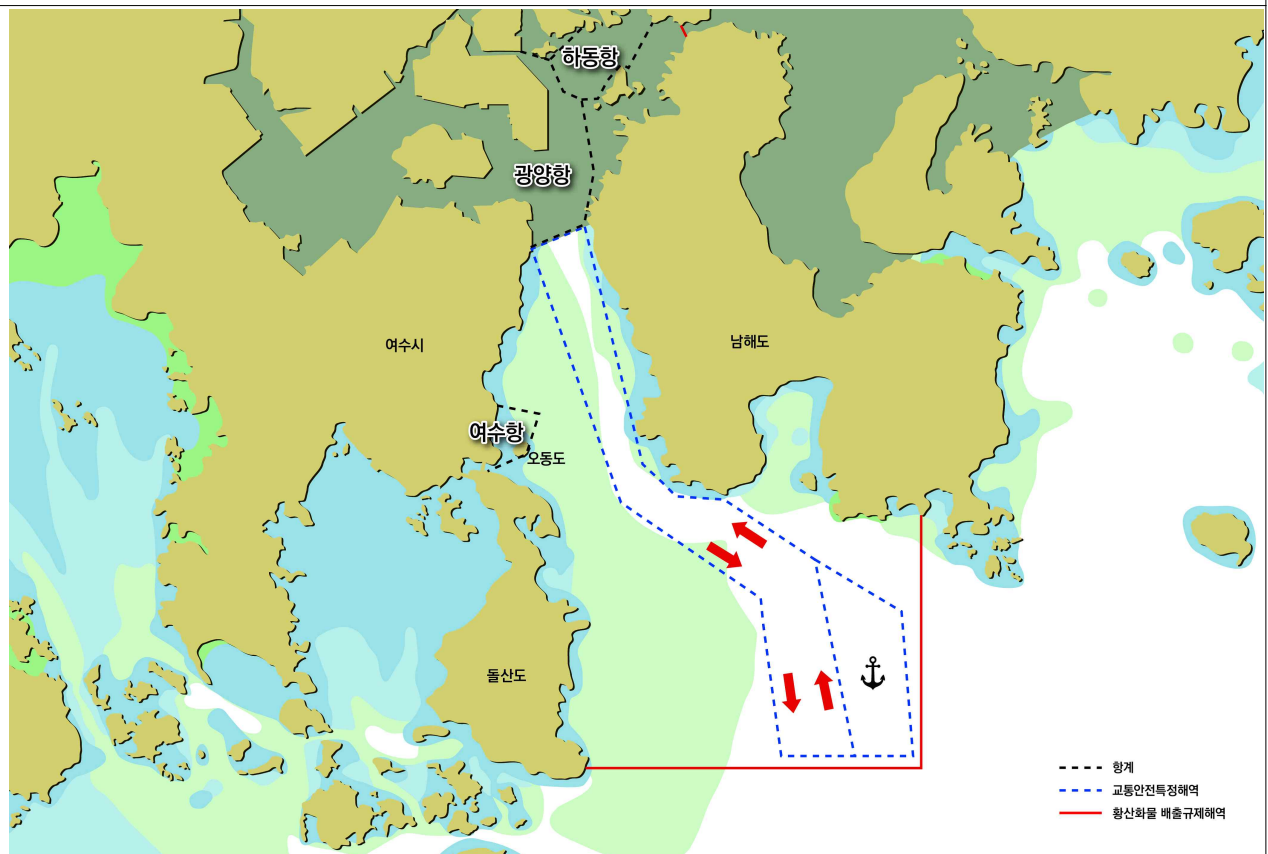 하동항
광양항
여수시
남해도
여수항
오동도
돌산도
항계
교통안전특정해역
황산화물 배출규제해역